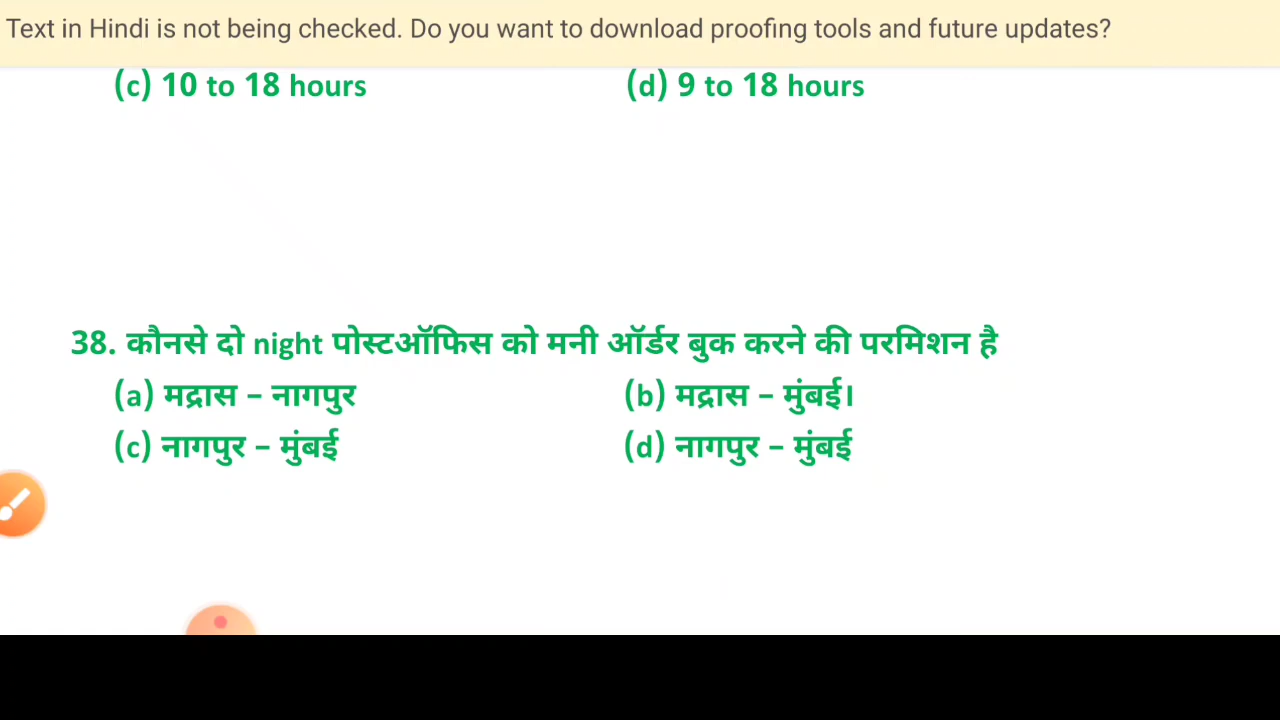 Text in Hindi is not being checked. Do you want to download proofing tools and future updates?
(c) 10 to 18 hours (d) 9 to 18 hours
38. कौनसे दो night पोस्टऑफिस को मनी ऑर्डर बुक करने की परमिशन है
(a) मद्रास – नागपुर (b) मद्रास – मुंबई।
(c) नागपुर – मुंबई (d) नागपुर – मुंबई